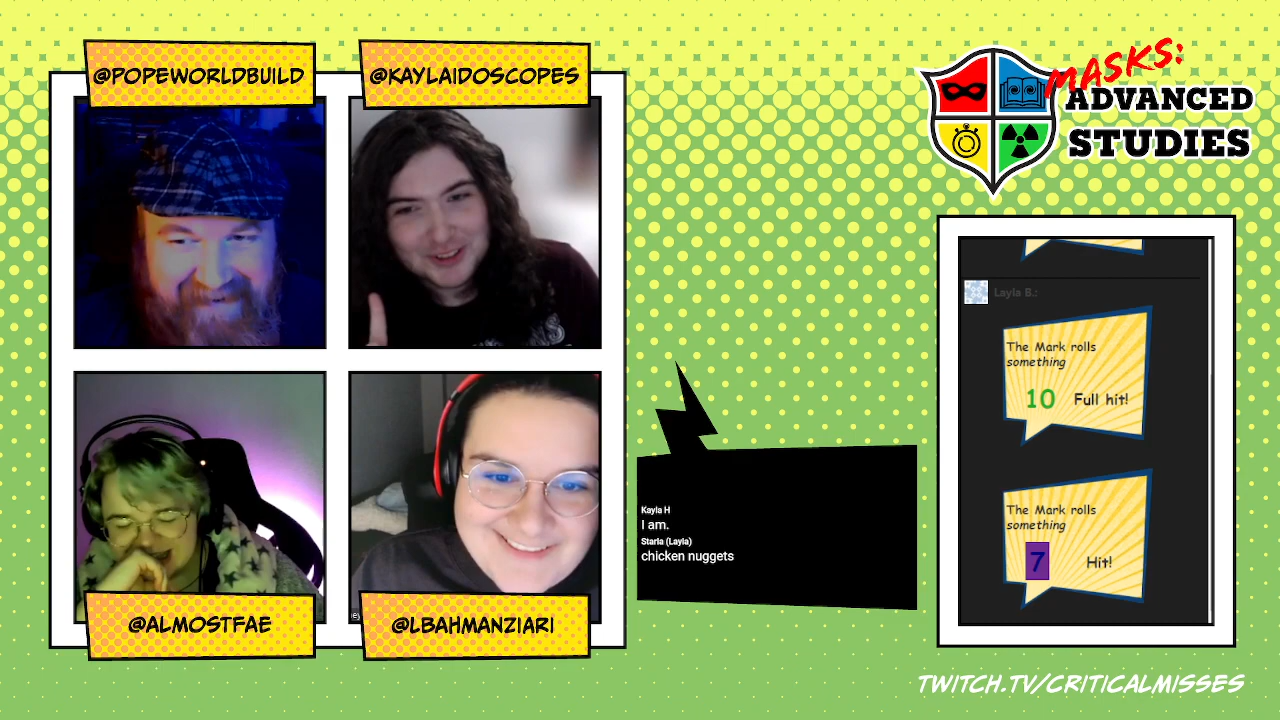 @POPEWORLDBUILD
@KAYLAIDOSCOPES
@ALMOSTFAE
@LBAHMANZIARI
Kayla H
I am.
Starla (Layla)
chicken nuggets
MASKS:
ADVANCED
STUDIES
Layla B.:
The Mark rolls
something
10 Full hit!
The Mark rolls
something
7 Hit!
TWITCH.TV/CRITICALMISSES